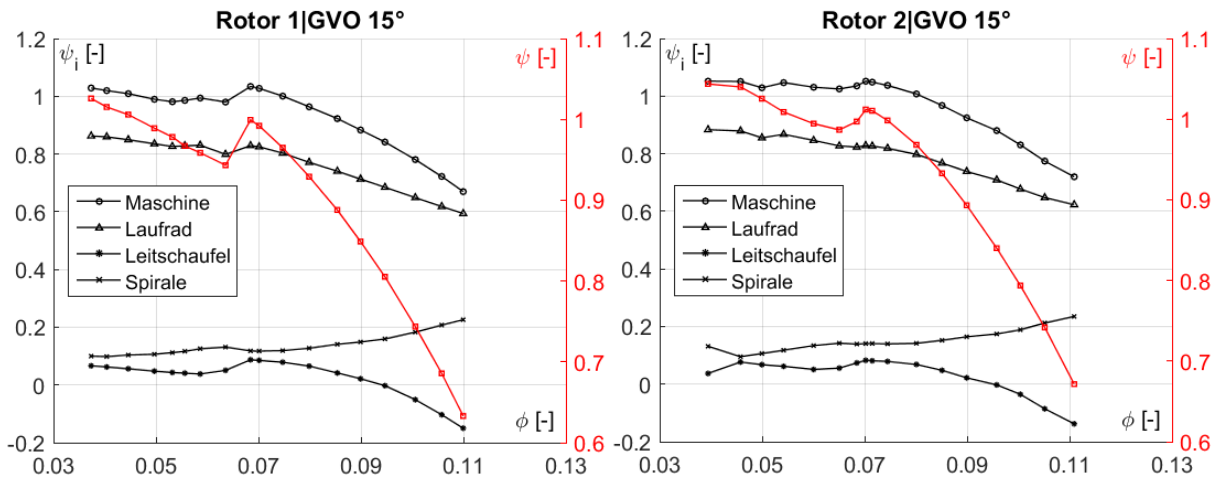 Rotor 1|GVO 15°
1.2
ψi [-]
ψ [-]
1.1
1
1
0.8
0.9
0.6
Maschine
Laufrad
Leitschaufel
Spirale
0.4
0.8
0.2
0.7
0
ϕ [-]
-0.2
0.6
0.03
0.05
0.07
0.09
0.11
0.13
Rotor 2|GVO 15°
1.2
ψi [-]
ψ [-]
1.1
1
1
0.8
0.9
0.6
Maschine
Laufrad
Leitschaufel
Spirale
0.4
0.8
0.2
0.7
0
ϕ [-]
-0.2
0.6
0.03
0.05
0.07
0.09
0.11
0.13